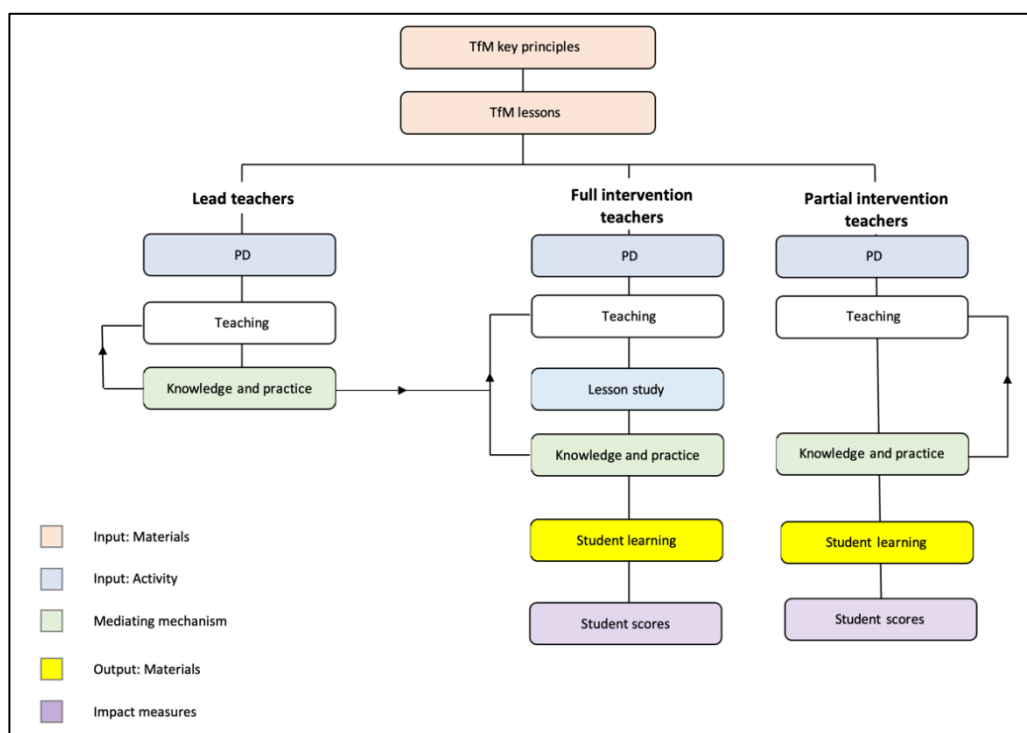 TfM key principles
TfM lessons
Lead teachers
PD
Teaching
Knowledge and practice
Full intervention
teachers
PD
Teaching
Lesson study
Knowledge and practice
Student learning
Student scores
Partial intervention
teachers
PD
Teaching
Knowledge and practice
Student learning
Student scores
Input: Materials
Input: Activity
Mediating mechanism
Output: Materials
Impact measures